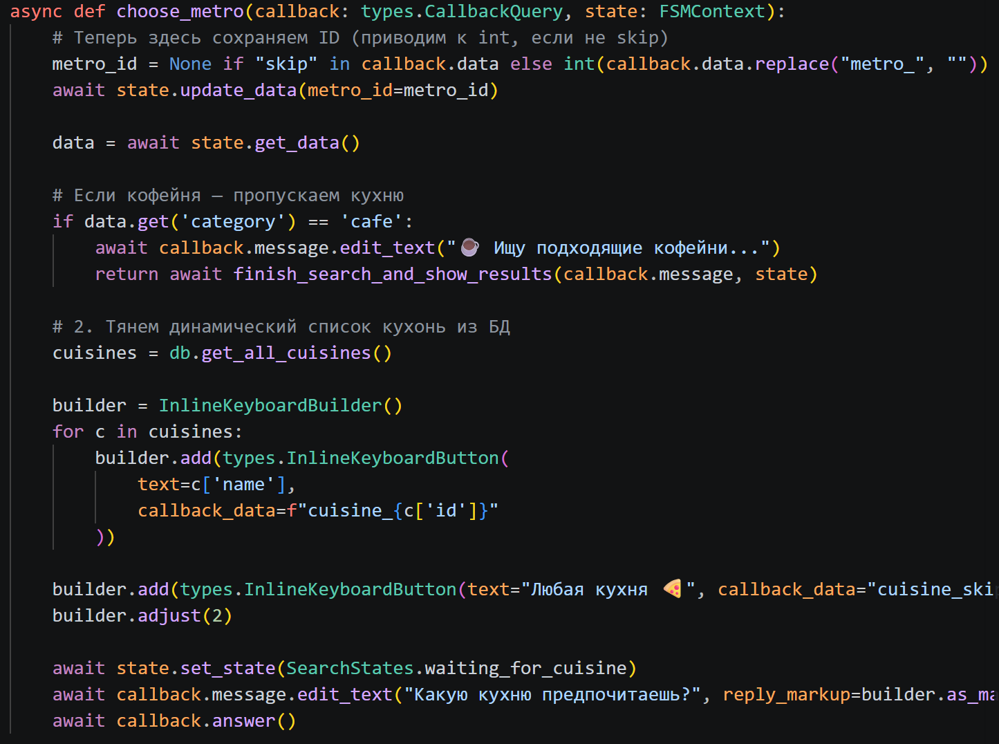 async def choose_metro(callback: types.CallbackQuery, state: FSMContext):
    # Теперь здесь сохраняем ID (приводим к int, если не skip)
    metro_id = None if "skip" in callback.data else int(callback.data.replace("metro_", ""))
    await state.update_data(metro_id=metro_id)

    data = await state.get_data()

    # Если кофейня — пропускаем кухню
    if data.get('category') == 'cafe':
        await callback.message.edit_text("☕ Ищу подходящие кофейни...")
        return await finish_search_and_show_results(callback.message, state)

    # 2. Тянем динамический список кухонь из БД
    cuisines = db.get_all_cuisines()

    builder = InlineKeyboardBuilder()
    for c in cuisines:
        builder.add(types.InlineKeyboardButton(
            text=c['name'],
            callback_data=f"cuisine_{c['id']}"
        ))

    builder.add(types.InlineKeyboardButton(text="Любая кухня 🍕", callback_data="cuisine_ski
    builder.adjust(2)

    await state.set_state(SearchStates.waiting_for_cuisine)
    await callback.message.edit_text("Какую кухню предпочитаешь?", reply_markup=builder.as_ma
    await callback.answer()